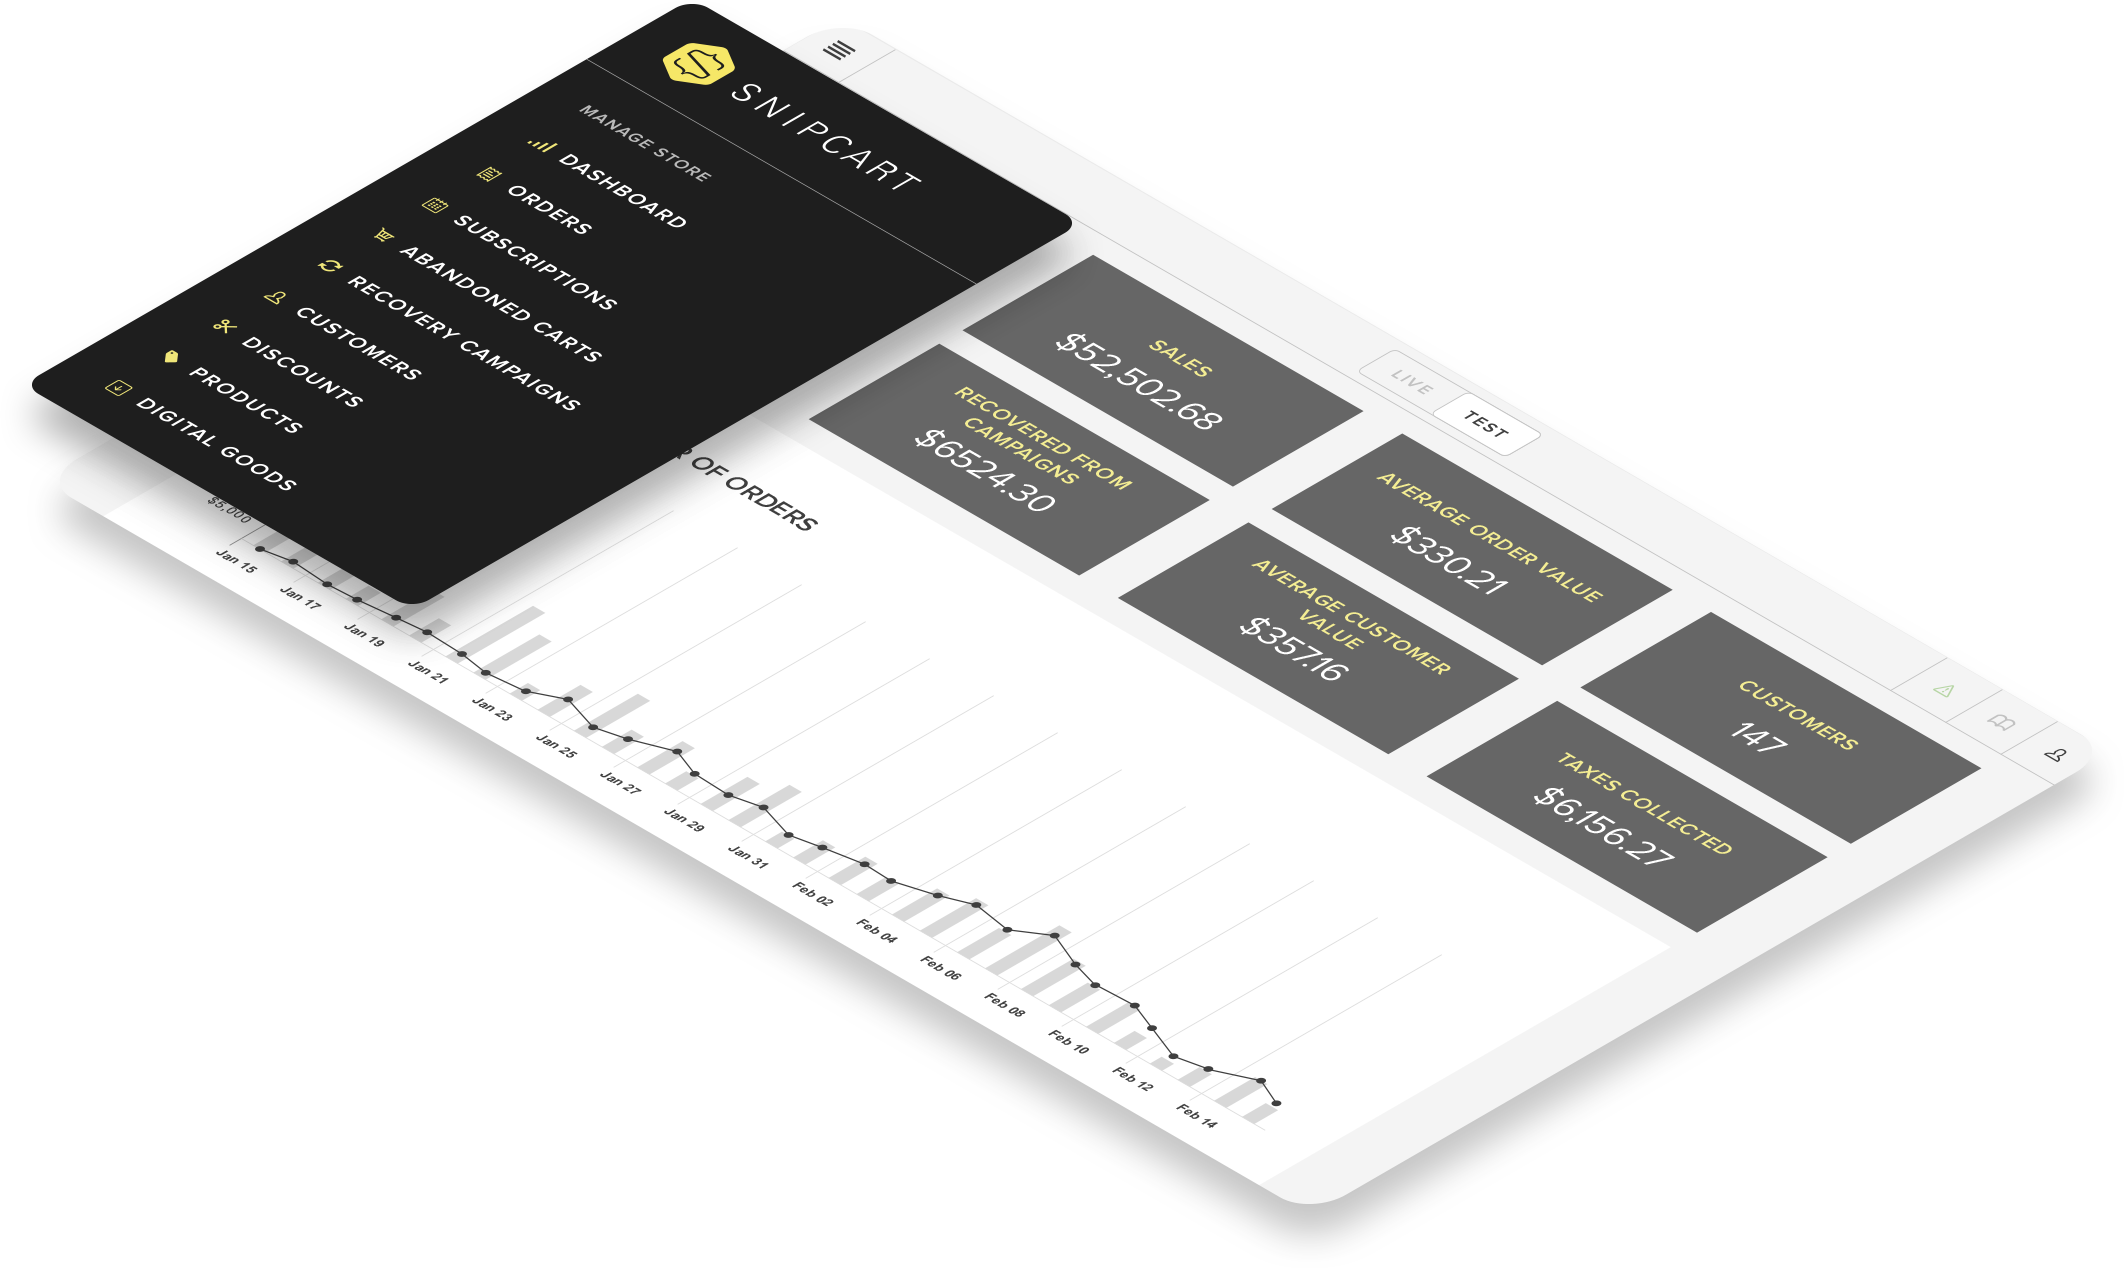 SNIPCART
MANAGE STORE
DASHBOARD
ORDERS
SUBSCRIPTIONS
ABANDONED CARTS
RECOVERY CAMPAIGNS
CUSTOMERS
DISCOUNTS
PRODUCTS
DIGITAL GOODS
LIVE
TEST
SALES
$52,502.68
AVERAGE ORDER VALUE
$330.21
CUSTOMERS
147
RECOVERED FROM
CAMPAIGNS
$6524.30
AVERAGE CUSTOMER
VALUE
$357.16
TAXES COLLECTED
$6,156.27
OF ORDERS
$5,000
Jan 15
Jan 17
Jan 19
Jan 21
Jan 23
Jan 25
Jan 27
Jan 29
Jan 31
Feb 02
Feb 04
Feb 06
Feb 08
Feb 10
Feb 12
Feb 14